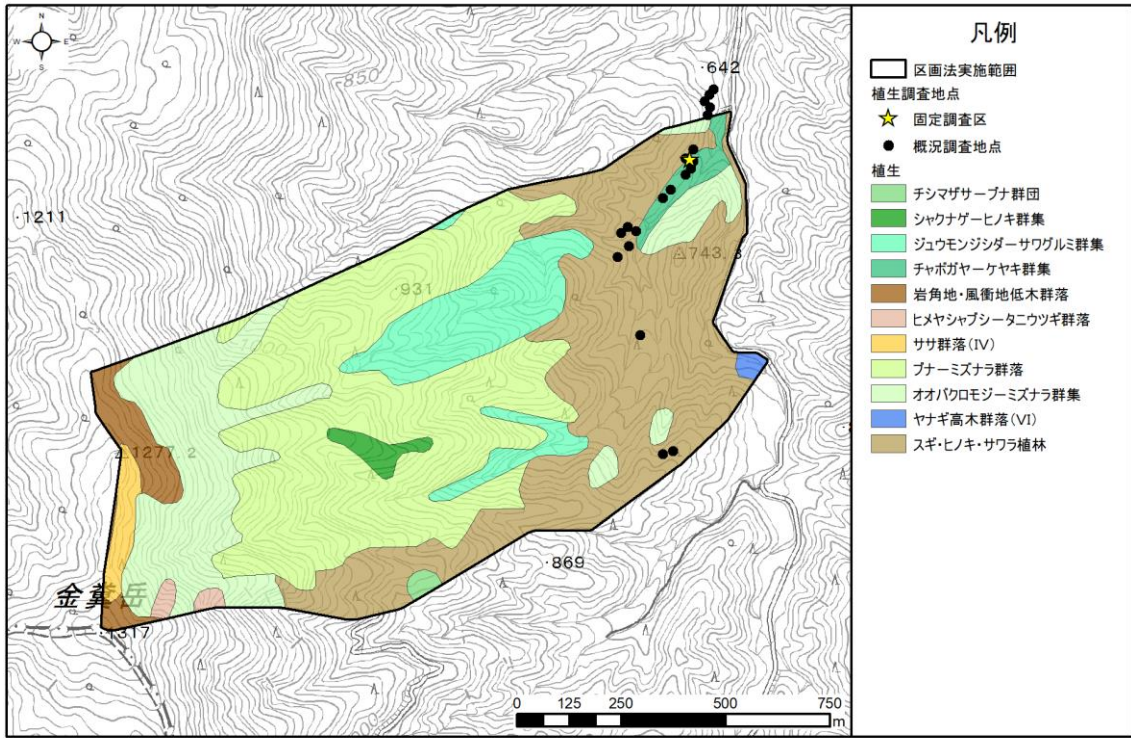 N
W E
S
850
·642
·1211
743.3
·931
1277.2
·869
金糞岳
·1317
0 125 250 500 750
m
凡例
区画法実施範囲
植生調査地点
固定調査区
概況調査地点
植生
チシマザサーブナ群団
シャクナゲーヒノキ群集
ジュウモンジシダーサワグルミ群集
チャボガヤーケヤキ群集
岩角地・風衝地低木群落
ヒメヤシャブシータニウツギ群落
ササ群落(Ⅳ)
ブナーミズナラ群落
オオバクロモジーミズナラ群集
ヤナギ高木群落(Ⅵ)
スギ・ヒノキ・サワラ植林